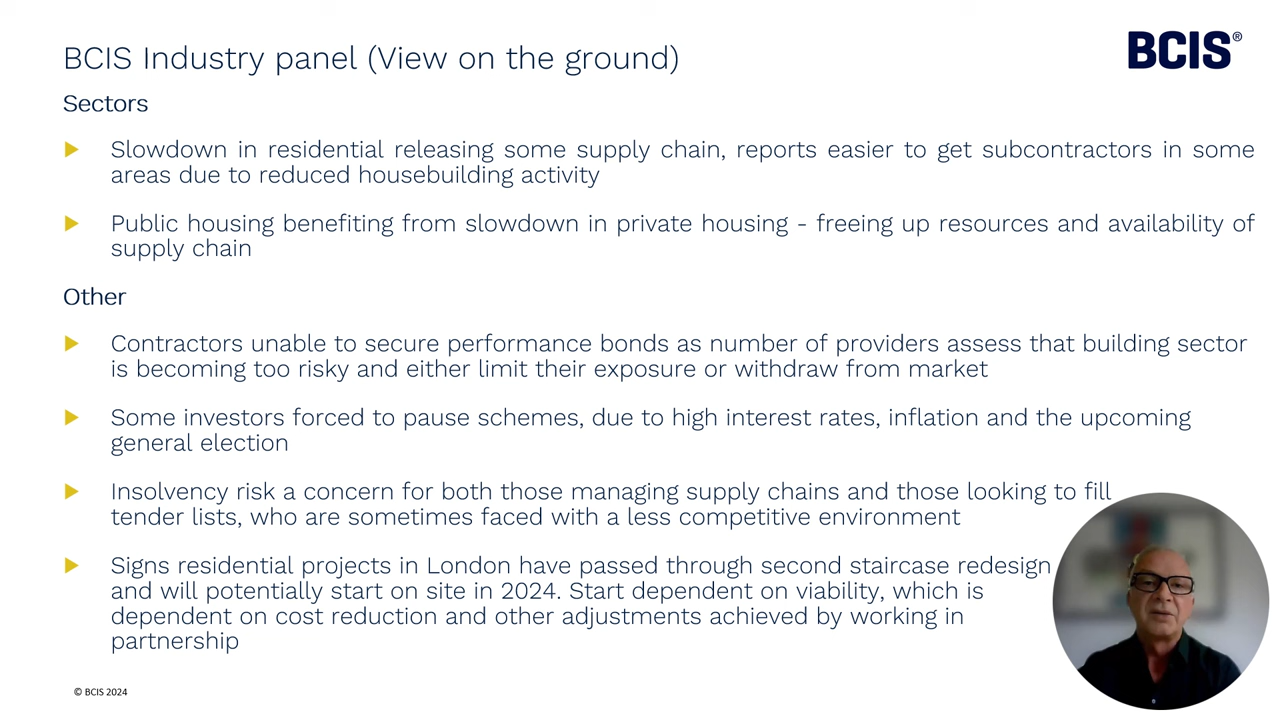 BCIS Industry panel (View on the ground)
BCIS®
Sectors
Slowdown in residential releasing some supply chain, reports easier to get subcontractors in some
areas due to reduced housebuilding activity
Public housing benefiting from slowdown in private housing - freeing up resources and availability of
supply chain
Other
Contractors unable to secure performance bonds as number of providers assess that building sector
is becoming too risky and either limit their exposure or withdraw from market
Some investors forced to pause schemes, due to high interest rates, inflation and the upcoming
general election
Insolvency risk a concern for both those managing supply chains and those looking to fill
tender lists, who are sometimes faced with a less competitive environment
Signs residential projects in London have passed through second staircase redesign
and will potentially start on site in 2024. Start dependent on viability, which is
dependent on cost reduction and other adjustments achieved by working in
partnership
© BCIS 2024